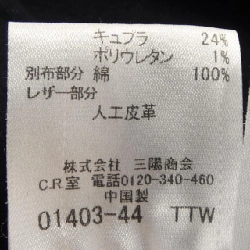 キュプラ 24%
ポリウレタン 1%
別布部分 綿 100%
レザー部分
人工皮革
株式会社 三陽商会
C.R室 電話0120-340-460
中国製
01403-44 TTW